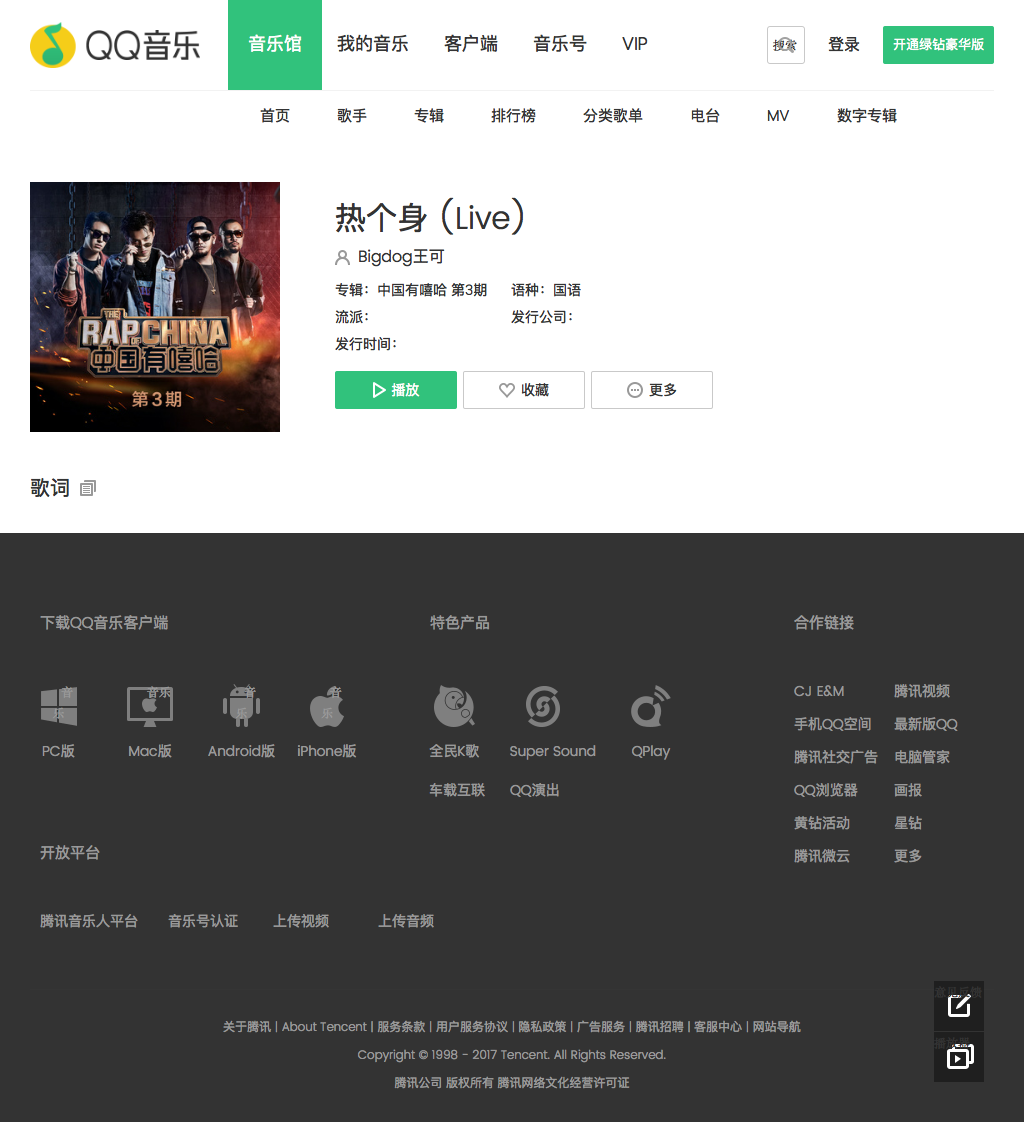 QQ音乐
音乐馆 我的音乐 客户端 音乐号 VIP
搜索 登录 开通绿钻豪华版
首页 歌手 专辑 排行榜 分类歌单 电台 MV 数字专辑
THE RAP OF CHINA
中国有嘻哈
第3期
热个身 (Live)
Bigdog王可
专辑：中国有嘻哈 第3期 语种：国语
流派： 发行公司：
发行时间：
播放 收藏 更多
歌词
下载QQ音乐客户端 特色产品 合作链接
音乐 音乐 音乐 音乐
PC版 Mac版 Android版 iPhone版
全民K歌 Super Sound QPlay
车载互联 QQ演出
CJ E&M 腾讯视频
手机QQ空间 最新版QQ
腾讯社交广告 电脑管家
QQ浏览器 画报
黄钻活动 星钻
腾讯微云 更多
开放平台
腾讯音乐人平台 音乐号认证 上传视频 上传音频
意见反馈
关于腾讯 | About Tencent | 服务条款 | 用户服务协议 | 隐私政策 | 广告服务 | 腾讯招聘 | 客服中心 | 网站导航
Copyright © 1998 - 2017 Tencent. All Rights Reserved.
腾讯公司 版权所有 腾讯网络文化经营许可证